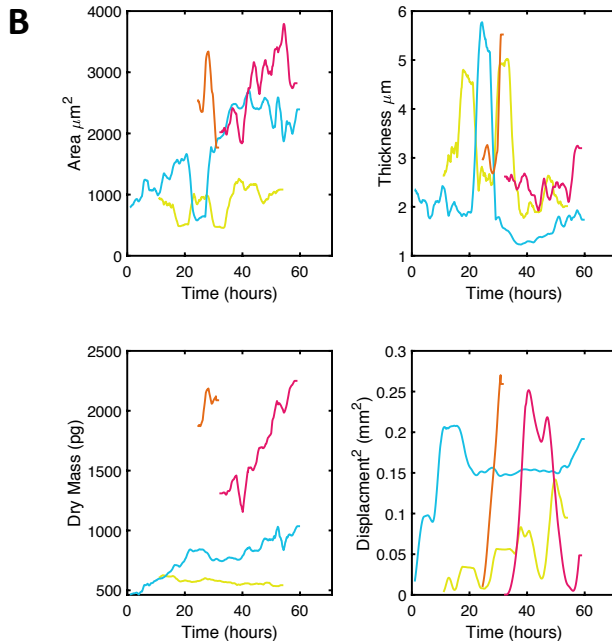 B
4000
3000
2000
1000
0
Area μm²
0 20 40 60
Time (hours)
6
5
4
3
2
1
Thickness μm
0 20 40 60
Time (hours)
2500
2000
1500
1000
500
Dry Mass (pg)
0 20 40 60
Time (hours)
0.3
0.25
0.2
0.15
0.1
0.05
0
Displacment² (mm²)
0 20 40 60
Time (hours)